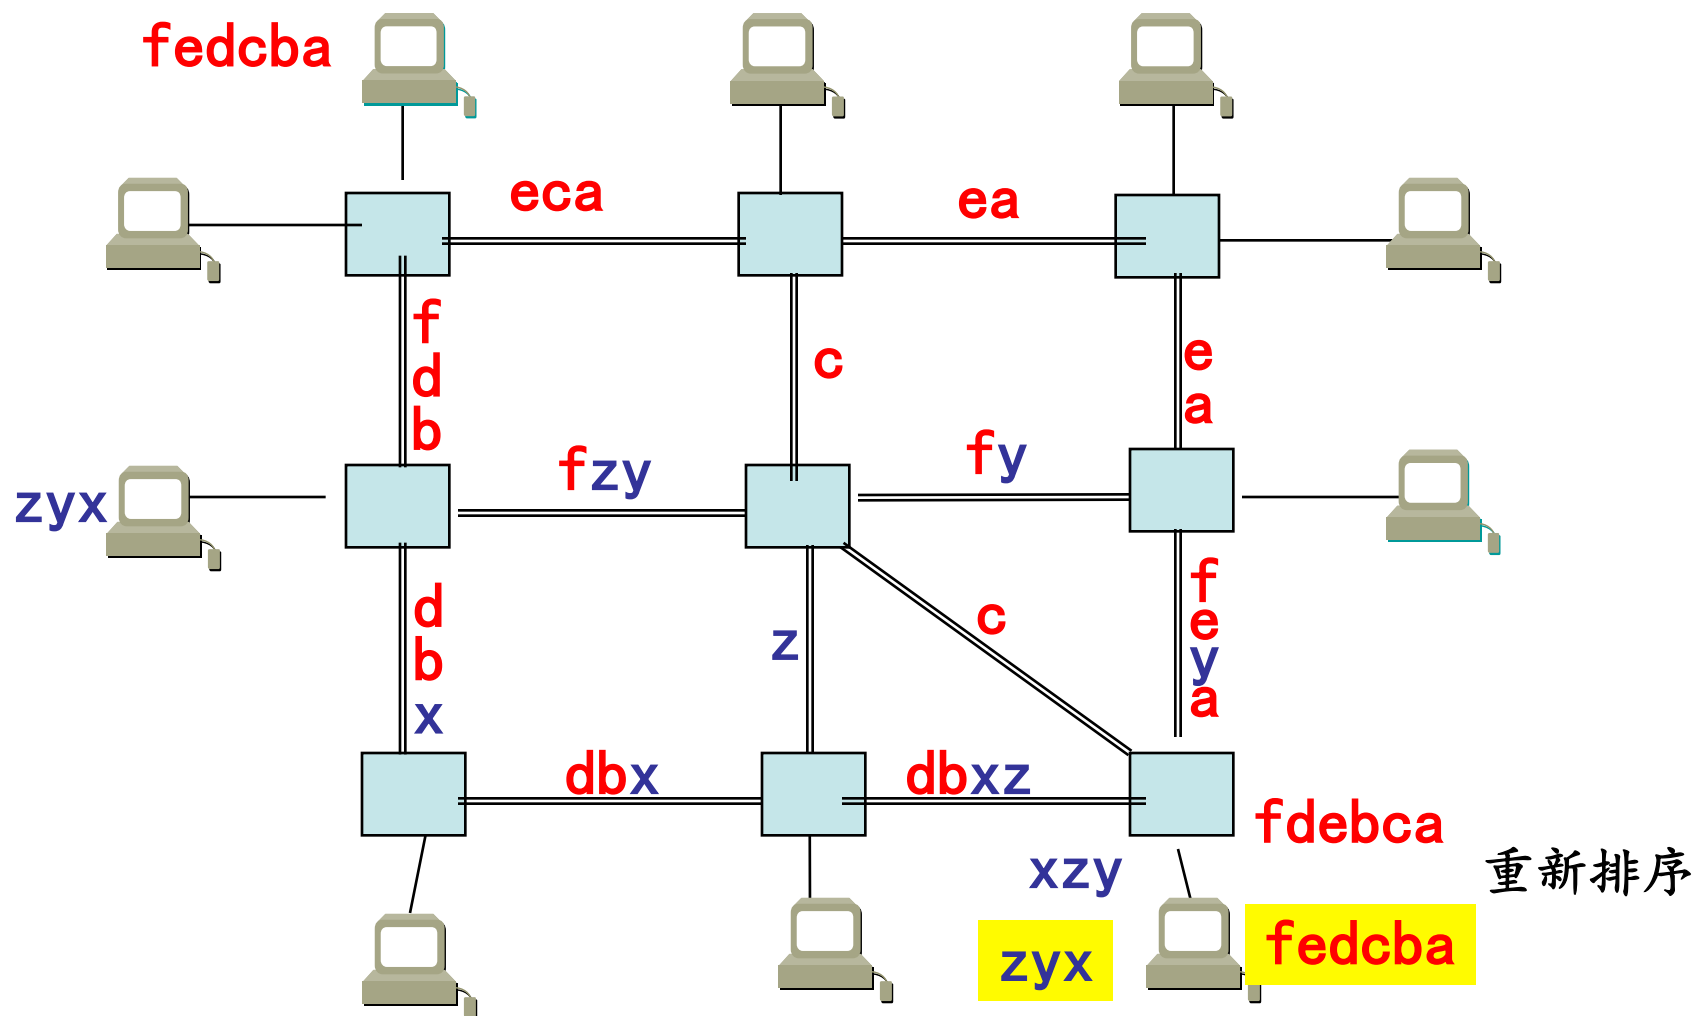 fedcba
eca
ea
f
d
b
c
e
a
zyx
fzy
fy
d
b
x
z
c
f
e
y
a
dbx
dbxz
fdebca
xzy
重新排序
zyx
fedcba